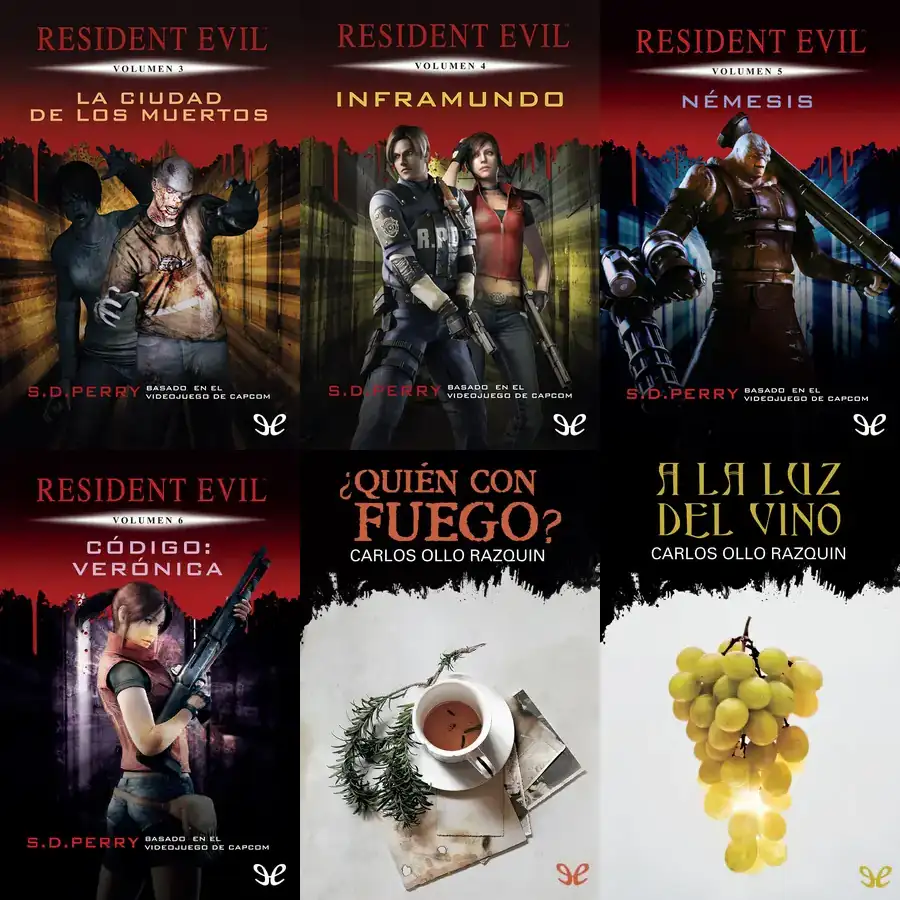 RESIDENT EVIL
VOLUMEN 3
LA CIUDAD
DE LOS MUERTOS
S.D.PERRY
BASADO EN EL
VIDEOJUEGO DE CAPCOM
RESIDENT EVIL
VOLUMEN 4
INFRAMUNDO
R.P.D
S.D.PERRY
BASADO EN EL
VIDEOJUEGO DE CAPCOM
RESIDENT EVIL
VOLUMEN 5
NÉMESIS
S.D.PERRY
BASADO EN EL
VIDEOJUEGO DE CAPCOM
RESIDENT EVIL
VOLUMEN 6
CÓDIGO:
VERÓNICA
S.D.PERRY
BASADO EN EL
VIDEOJUEGO DE CAPCOM
¿QUIÉN CON
FUEGO?
CARLOS OLLO RAZQUIN
A LA LUZ
DEL VINO
CARLOS OLLO RAZQUIN